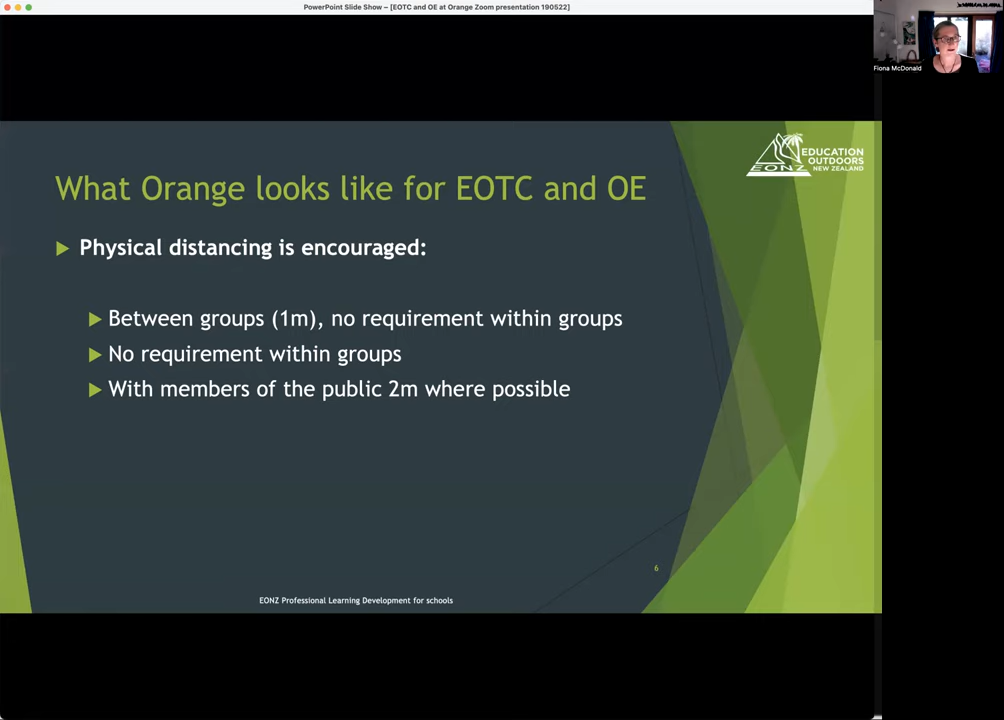 PowerPoint Slide Show – [EOTC and OE at Orange Zoom presentation 190522]
Fiona McDonald
EDUCATION
OUTDOORS
NEW ZEALAND
EONZ
What Orange looks like for EOTC and OE
Physical distancing is encouraged:
Between groups (1m), no requirement within groups
No requirement within groups
With members of the public 2m where possible
6
EONZ Professional Learning Development for schools